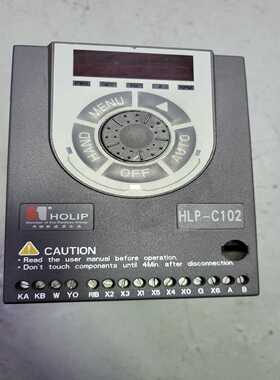 MENU
HAND
AUTO
OFF
HOLIP
HLP-C102
CAUTION
• Read the user manual before operation.
• Don't touch components until 4Min. after disconnection.
KA KB W YO RB X2 X3 X1 X5 X4 X0 G X6 A B